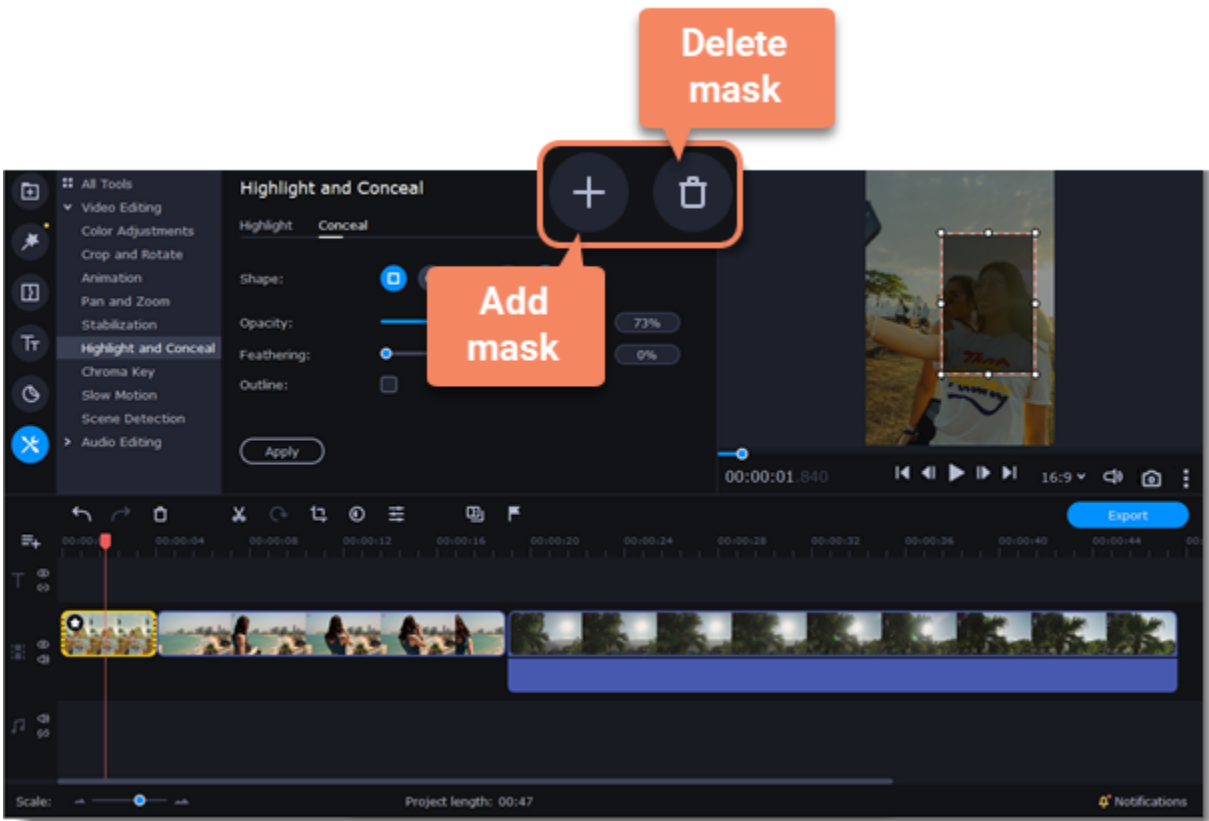 Delete
mask
All Tools
Video Editing
Color Adjustments
Crop and Rotate
Animation
Pan and Zoom
Stabilization
Highlight and Conceal
Chroma Key
Slow Motion
Scene Detection
Audio Editing
Highlight and Conceal
Highlight Conceal
Shape:
Opacity: 73%
Feathering: 0%
Outline:
Apply
Add
mask
00:00:01.840
16:9
Export
00:00:04 00:00:08 00:00:12 00:00:16 00:00:20 00:00:24 00:00:28 00:00:32 00:00:36 00:00:40 00:00:44
Scale:
Project length: 00:47
Notifications